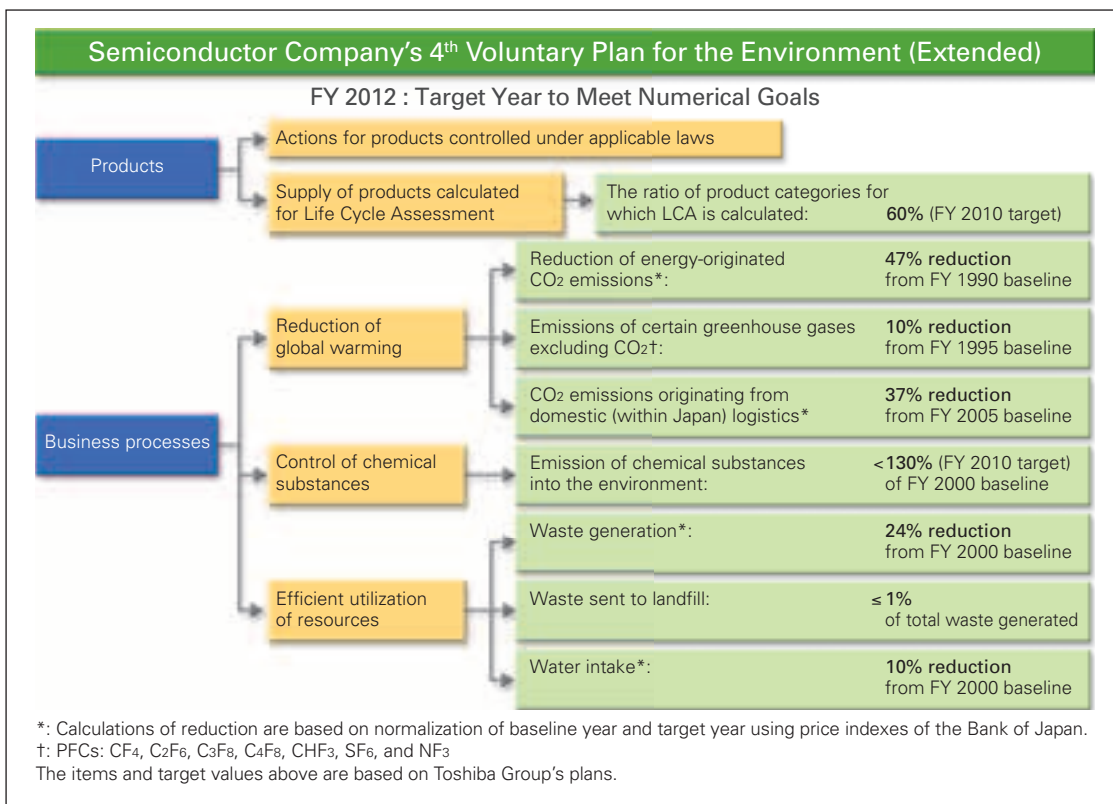 Semiconductor Company's 4th Voluntary Plan for the Environment (Extended)
FY 2012 : Target Year to Meet Numerical Goals
Products
Actions for products controlled under applicable laws
Supply of products calculated
for Life Cycle Assessment
The ratio of product categories for
which LCA is calculated: 60% (FY 2010 target)
Business processes
Reduction of
global warming
Reduction of energy-originated
CO2 emissions*:
47% reduction
from FY 1990 baseline
Emissions of certain greenhouse gases
excluding CO2†:
10% reduction
from FY 1995 baseline
CO2 emissions originating from
domestic (within Japan) logistics*
37% reduction
from FY 2005 baseline
Control of chemical
substances
Emission of chemical substances
into the environment:
<130% (FY 2010 target)
of FY 2000 baseline
Efficient utilization
of resources
Waste generation*:
24% reduction
from FY 2000 baseline
Waste sent to landfill:
≤ 1%
of total waste generated
Water intake*:
10% reduction
from FY 2000 baseline
*: Calculations of reduction are based on normalization of baseline year and target year using price indexes of the Bank of Japan.
†: PFCs: CF4, C2F6, C3F8, C4F8, CHF3, SF6, and NF3
The items and target values above are based on Toshiba Group's plans.